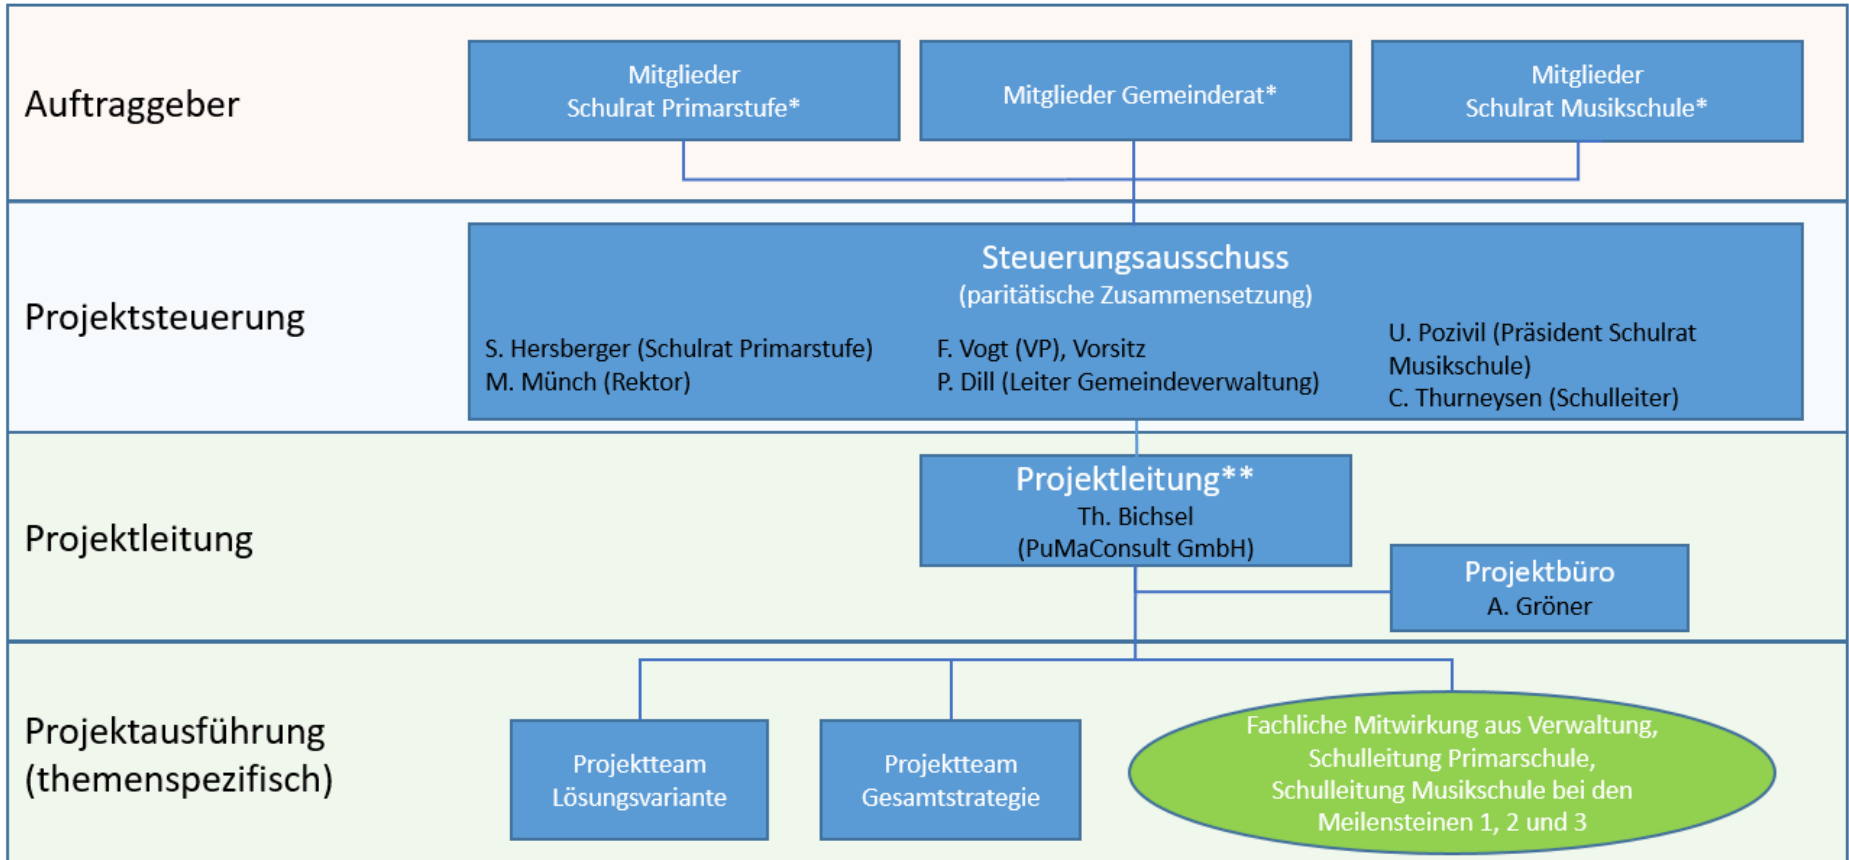 Auftraggeber
Mitglieder
Schulrat Primarstufe*
Mitglieder Gemeinderat*
Mitglieder
Schulrat Musikschule*
Projektsteuerung
Steuerungsausschuss
(paritätische Zusammensetzung)
S. Hersberger (Schulrat Primarstufe)
M. Münch (Rektor)
F. Vogt (VP), Vorsitz
P. Dill (Leiter Gemeindeverwaltung)
U. Pozivil (Präsident Schulrat
Musikschule)
C. Thurneysen (Schulleiter)
Projektleitung
Projektleitung**
Th. Bichsel
(PuMaConsult GmbH)
Projektbüro
A. Gröner
Projektausführung
(themenspezifisch)
Projektteam
Lösungsvariante
Projektteam
Gesamtstrategie
Fachliche Mitwirkung aus Verwaltung,
Schulleitung Primarschule,
Schulleitung Musikschule bei den
Meilensteinen 1, 2 und 3